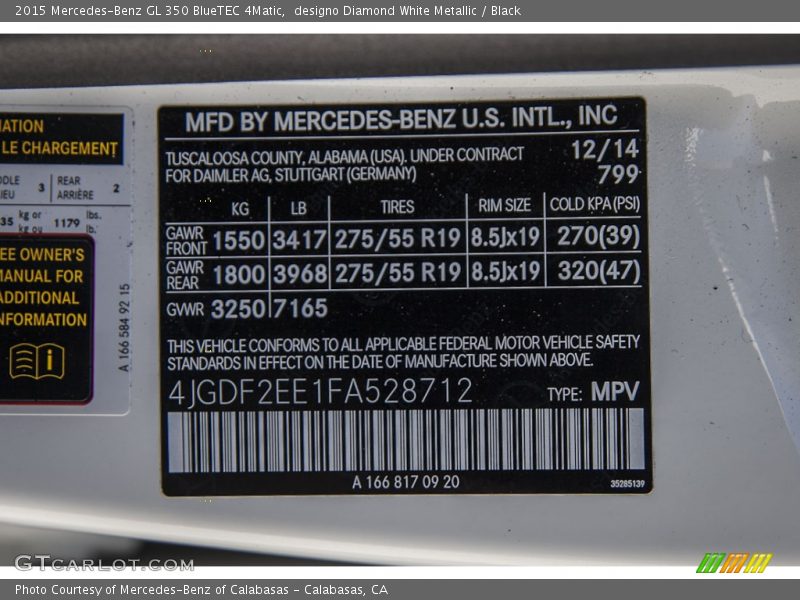 2015 Mercedes-Benz GL 350 BlueTEC 4Matic, designo Diamond White Metallic / Black
MATION
LE CHARGEMENT
3 REAR ARRIÈRE 2
35 kg or kg ou 1179 lbs. lb.
EE OWNER'S
MANUAL FOR
ADDITIONAL
NFORMATION
A 166 584 92 15
MFD BY MERCEDES-BENZ U.S. INTL., INC
TUSCALOOSA COUNTY, ALABAMA (USA). UNDER CONTRACT 12/14
FOR DAIMLER AG, STUTTGART (GERMANY) 799
KG LB TIRES RIM SIZE COLD KPA (PSI)
GAWR FRONT 1550 3417 275/55 R19 8.5Jx19 270(39)
GAWR REAR 1800 3968 275/55 R19 8.5Jx19 320(47)
GWR 3250 7165
THIS VEHICLE CONFORMS TO ALL APPLICABLE FEDERAL MOTOR VEHICLE SAFETY
STANDARDS IN EFFECT ON THE DATE OF MANUFACTURE SHOWN ABOVE.
4JGDF2EE1FA528712 TYPE: MPV
A 166 817 09 20 35285139
GTCARLOT.COM
Photo Courtesy of Mercedes-Benz of Calabasas - Calabasas, CA